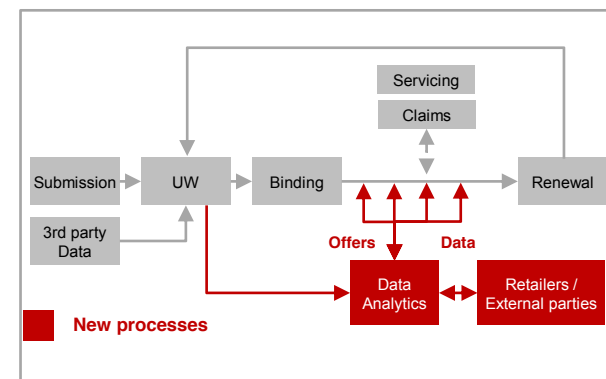 Servicing
Claims
Submission
UW
Binding
Renewal
3rd party
Data
Offers
Data
Data
Analytics
Retailers /
External parties
New processes